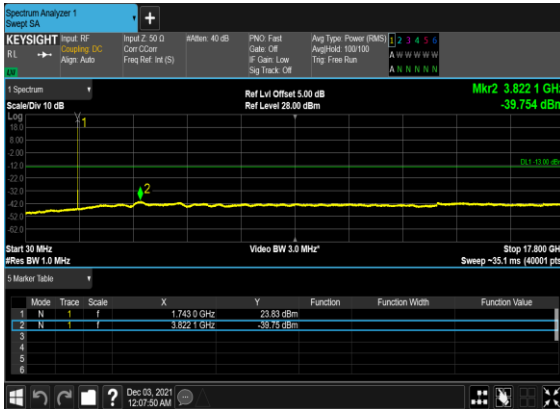 Spectrum Analyzer 1
Swept SA
+
KEYSIGHT
RL
Input: RF
Coupling: DC
Align: Auto
Input Z: 50 Ω
Corr CCorr
Freq Ref: Int (S)
#Atten: 40 dB
PNO: Fast
Gate: Off
IF Gain: Low
Sig Track: Off
Avg Type: Power (RMS)
Avg|Hold: 100/100
Trig: Free Run
1 2 3 4 5 6
A W W W W W
A N N N N N
1 Spectrum
Scale/Div 10 dB
Ref Lvl Offset 5.00 dB
Ref Level 28.00 dBm
Mkr2 3.822 1 GHz
-39.754 dBm
Log
18.0
8.00
-2.00
-12.0
-22.0
-32.0
-42.0
-52.0
-62.0
1
2
DL1 -13.00 dBm
Start 30 MHz
#Res BW 1.0 MHz
Video BW 3.0 MHz*
Stop 17.800 GHz
Sweep ~35.1 ms (40001 pts)
5 Marker Table
Mode Trace Scale X Y Function Function Width Function Value
1 N 1 f 1.743 0 GHz 23.83 dBm
2 N 1 f 3.822 1 GHz -39.75 dBm
3
4
5
6
?
Dec 03, 2021
12:07:50 AM